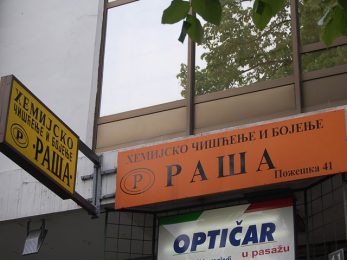 ХЕМИЈСКО
ЧИШЋЕЊЕ И
БОЈЕЊЕ
Р
РАША
ХЕМИЈСКО ЧИШЋЕЊЕ И БОЈЕЊЕ
Р
РАША
Пожешка 41
OPTIČAR
u pasažu